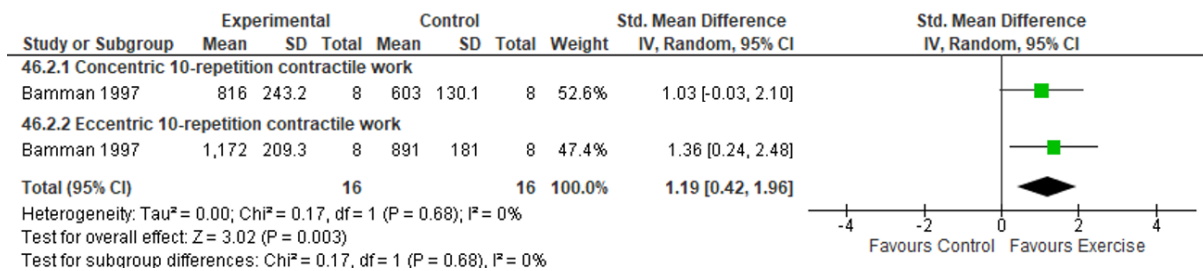 Experimental Control Std. Mean Difference Std. Mean Difference
Study or Subgroup Mean SD Total Mean SD Total Weight IV, Random, 95% CI IV, Random, 95% CI
46.2.1 Concentric 10-repetition contractile work
Bamman 1997 816 243.2 8 603 130.1 8 52.6% 1.03 [-0.03, 2.10]
46.2.2 Eccentric 10-repetition contractile work
Bamman 1997 1,172 209.3 8 891 181 8 47.4% 1.36 [0.24, 2.48]
Total (95% CI) 16 16 100.0% 1.19 [0.42, 1.96]
Heterogeneity: Tau² = 0.00; Chi² = 0.17, df = 1 (P = 0.68); I² = 0%
Test for overall effect: Z = 3.02 (P = 0.003)
Test for subgroup differences: Chi² = 0.17, df = 1 (P = 0.68), I² = 0%
-4 -2 0 2 4
Favours Control Favours Exercise